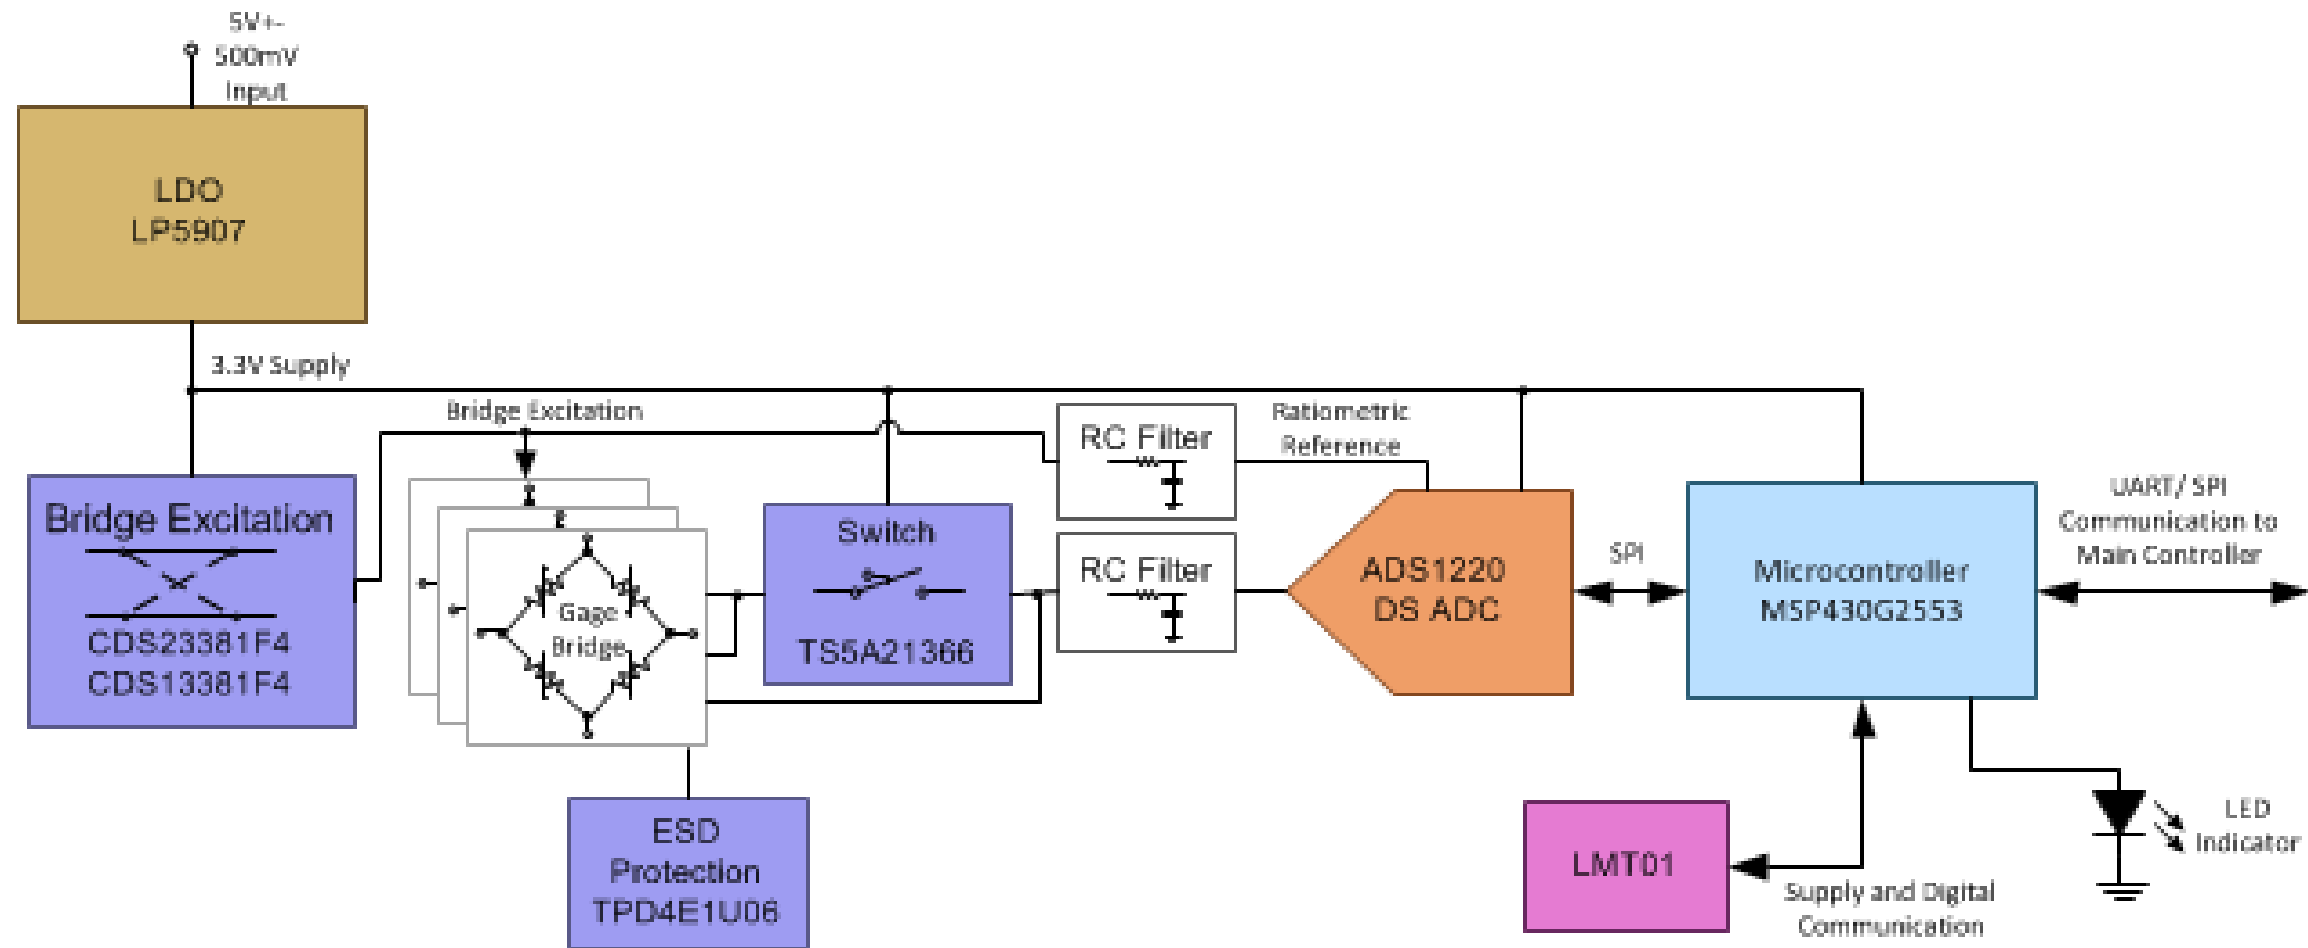 5V+-
500mV
Input
LDO
LP5907
3.3V Supply
Bridge Excitation
Ratiometric
Reference
RC Filter
Bridge Excitation
CDS23381F4
CDS13381F4
Gage
Bridge
Switch
TS5A21366
RC Filter
ADS1220
DS ADC
SPI
Microcontroller
MSP430G2553
UART/ SPI
Communication to
Main Controller
ESD
Protection
TPD4E1U06
LMT01
Supply and Digital
Communication
LED
Indicator